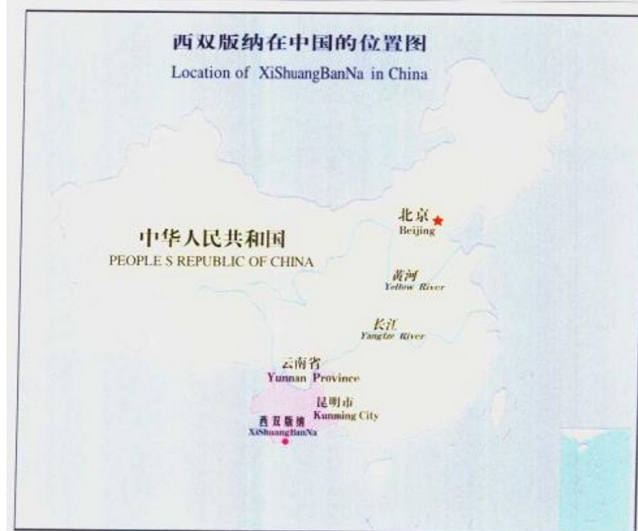 西双版纳在中国的位置图
Location of XiShuangBanNa in China
北京
Beijing
中华人民共和国
PEOPLE S REPUBLIC OF CHINA
黄河
Yellow River
长江
Yangtze River
云南省
Yunnan Province
昆明市
Kunming City
西双版纳
XiShuangBanNa